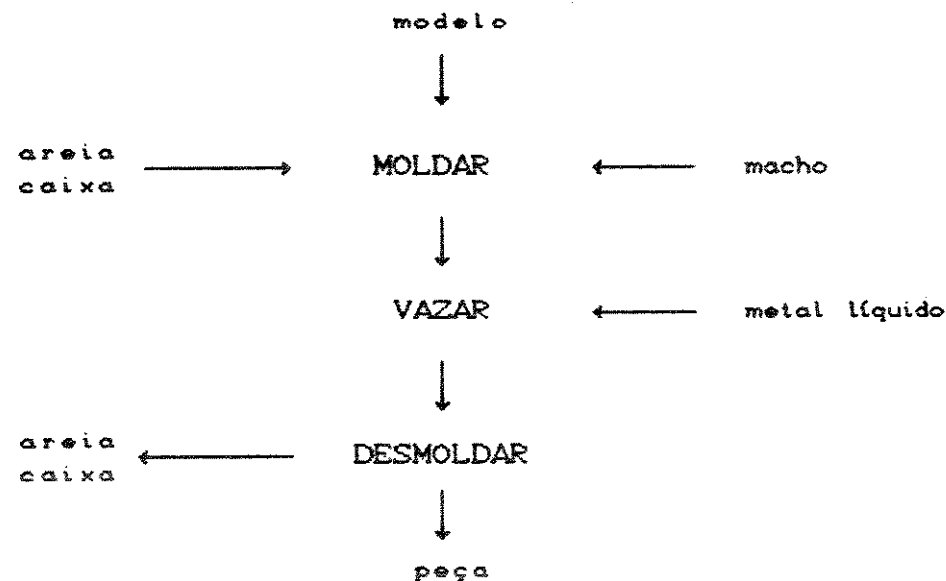 modelo
areia
caixa
MOLDAR
macho
VAZAR
metal líquido
areia
caixa
DESMOLDAR
peça